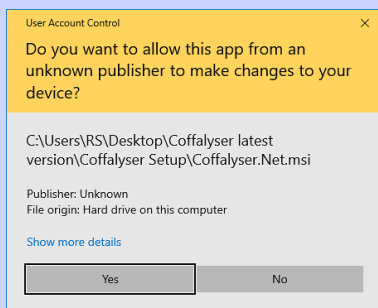 User Account Control
Do you want to allow this app from an
unknown publisher to make changes to your
device?
C:\Users\RS\Desktop\Coffalyser latest
version\Coffalyser Setup\Coffalyser.Net.msi
Publisher: Unknown
File origin: Hard drive on this computer
Show more details
Yes
No